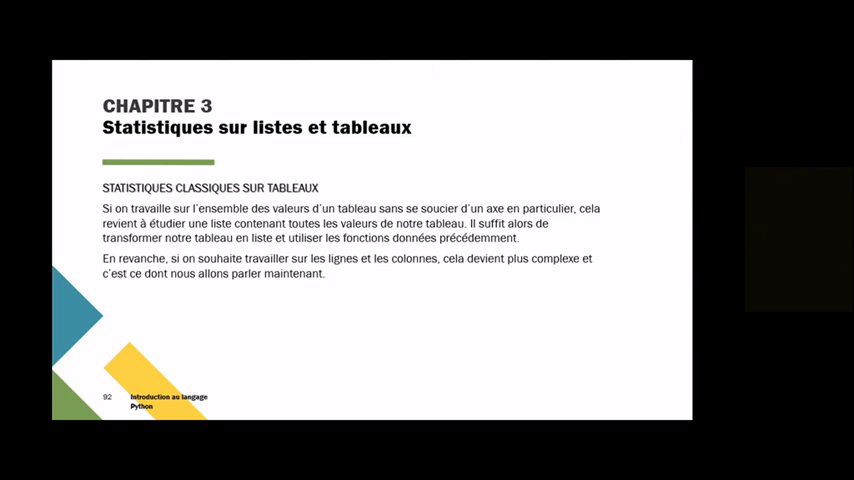 CHAPITRE 3
Statistiques sur listes et tableaux
STATISTIQUES CLASSIQUES SUR TABLEAUX
Si on travaille sur l'ensemble des valeurs d'un tableau sans se soucier d'un axe en particulier, cela
revient à étudier une liste contenant toutes les valeurs de notre tableau. Il suffit alors de
transformer notre tableau en liste et utiliser les fonctions données précédemment.
En revanche, si on souhaite travailler sur les lignes et les colonnes, cela devient plus complexe et
c'est ce dont nous allons parler maintenant.
92 Introduction au langage
Python